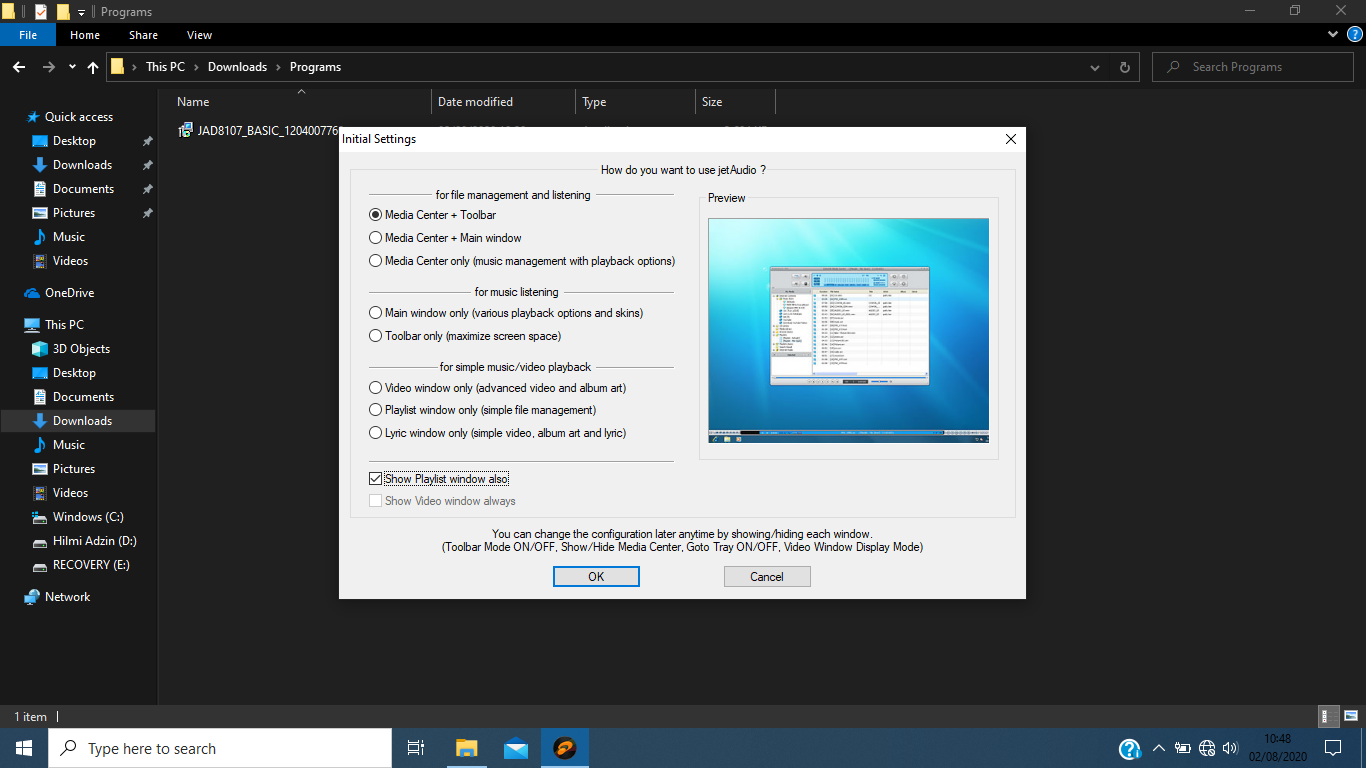 Programs
File Home Share View
This PC Downloads Programs Search Programs
Name Date modified Type Size
JAD8107_BASIC_120400776
Quick access
Desktop
Downloads
Documents
Pictures
Music
Videos
OneDrive
This PC
3D Objects
Desktop
Documents
Downloads
Music
Pictures
Videos
Windows (C:)
Hilmi Adzin (D:)
RECOVERY (E:)
Network
Initial Settings
How do you want to use jetAudio ?
for file management and listening
Media Center + Toolbar
Media Center + Main window
Media Center only (music management with playback options)
for music listening
Main window only (various playback options and skins)
Toolbar only (maximize screen space)
for simple music/video playback
Video window only (advanced video and album art)
Playlist window only (simple file management)
Lyric window only (simple video, album art and lyric)
Show Playlist window also
Show Video window always
Preview
You can change the configuration later anytime by showing/hiding each window.
(Toolbar Mode ON/OFF, Show/Hide Media Center, Goto Tray ON/OFF, Video Window Display Mode)
OK Cancel
1 item
Type here to search
10:48
02/08/2020